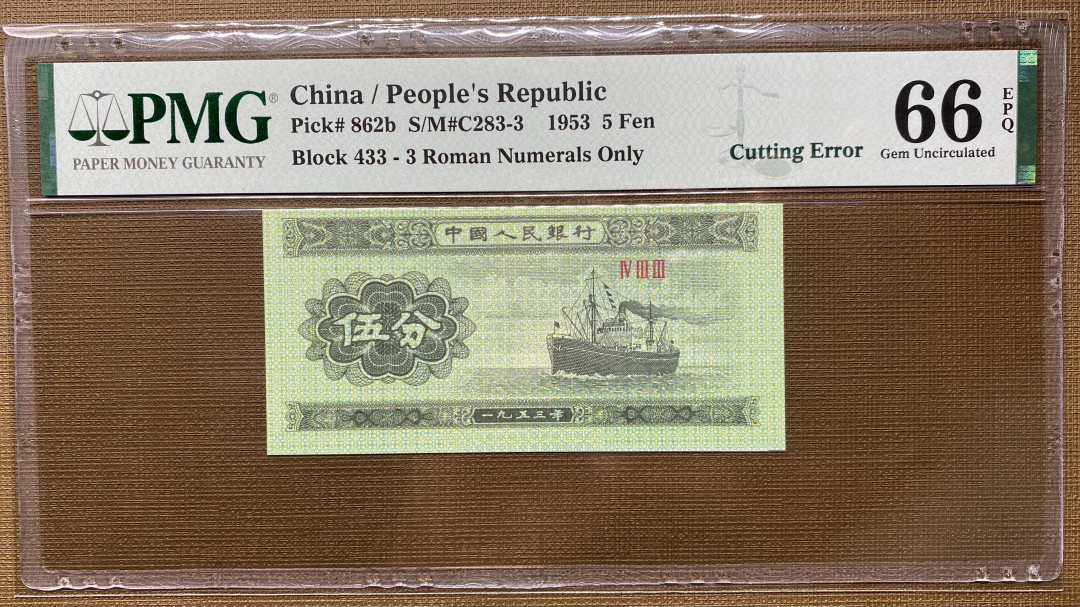 PMG®
PAPER MONEY GUARANTY
China / People's Republic
Pick# 862b S/M#C283-3 1953 5 Fen
Block 433 - 3 Roman Numerals Only
Cutting Error
66
EPQ
Gem Uncirculated
中國人民銀行
IV III III
伍分
一九五三年